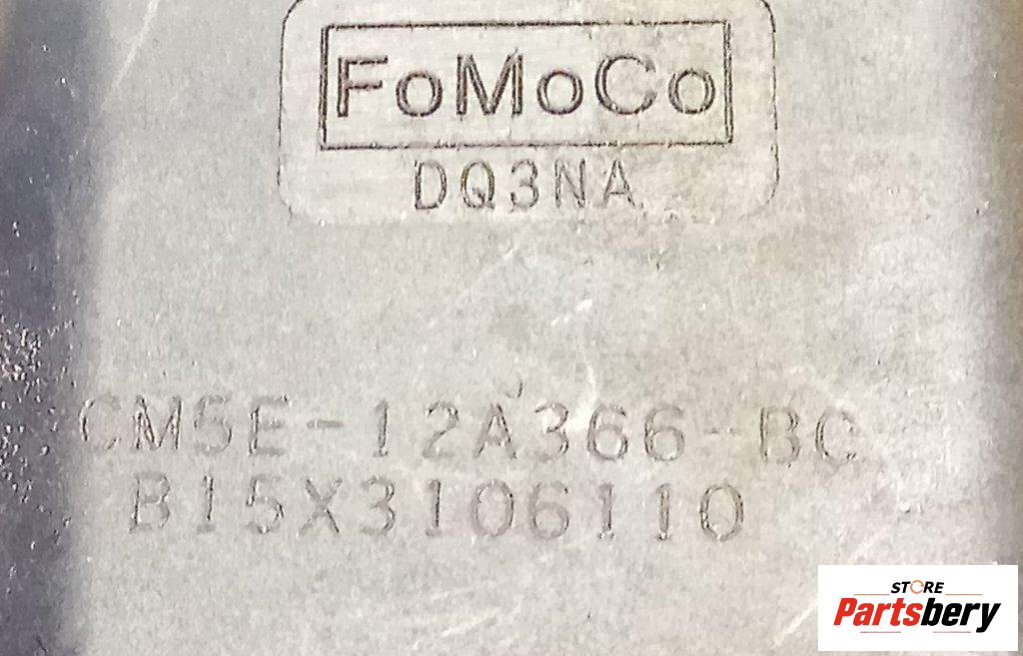 FoMoCo
DQ3NA
CM5E-12A366-BC
B15X3106110
STORE
Partsbery